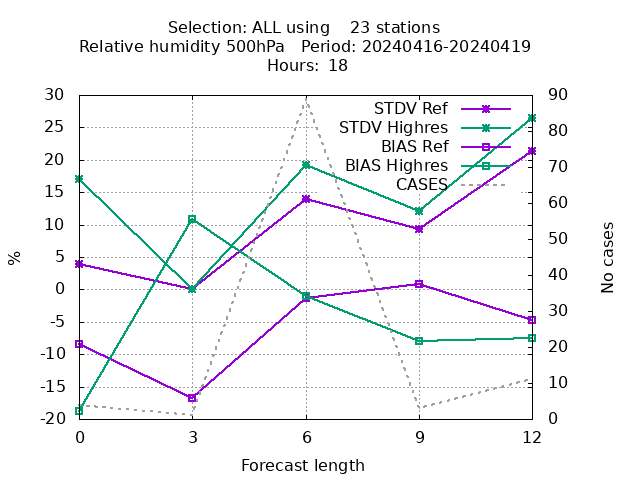 Selection: ALL using 23 stations
Relative humidity 500hPa Period: 20240416-20240419
Hours: 18
30 90
STDV Ref
25 80
STDV Highres
BIAS Ref
20 70
BIAS Highres
CASES
15 60
10 50
5
%
No cases
0 40
-5 30
-10 20
-15 10
-20 0
0 3 6 9 12
Forecast length